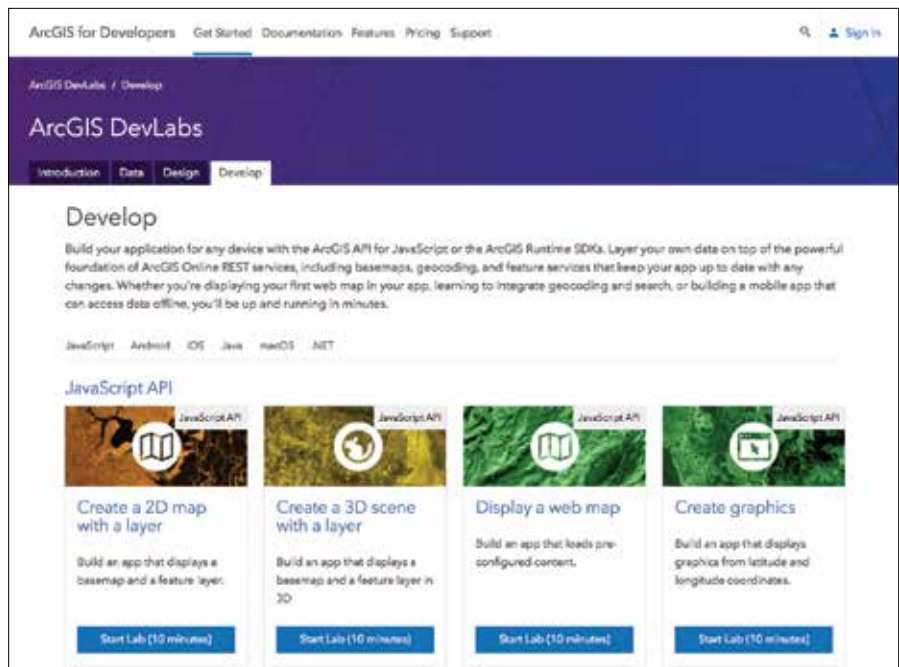 ArcGIS for Developers Get Started Documentation Features Pricing Support Sign In
ArcGIS DevLabs / Develop
ArcGIS DevLabs
Introduction Data Design Develop
Develop
Build your application for any device with the ArcGIS API for JavaScript or the ArcGIS Runtime SDKs. Layer your own data on top of the powerful
foundation of ArcGIS Online REST services, including basemaps, geocoding, and feature services that keep your app up to date with any
changes. Whether you're displaying your first web map in your app, learning to integrate geocoding and search, or building a mobile app that
can access data offline, you'll be up and running in minutes.
JavaScript Android iOS Java macOS .NET
JavaScript API
JavaScript API JavaScript API JavaScript API JavaScript API
Create a 2D map
with a layer
Build an app that displays a
basemap and a feature layer.
Start Lab (10 minutes)
Create a 3D scene
with a layer
Build an app that displays a
basemap and a feature layer in
3D
Start Lab (10 minutes)
Display a web map
Build an app that loads pre-
configured content.
Start Lab (10 minutes)
Create graphics
Build an app that displays
graphics from latitude and
longitude coordinates.
Start Lab (10 minutes)